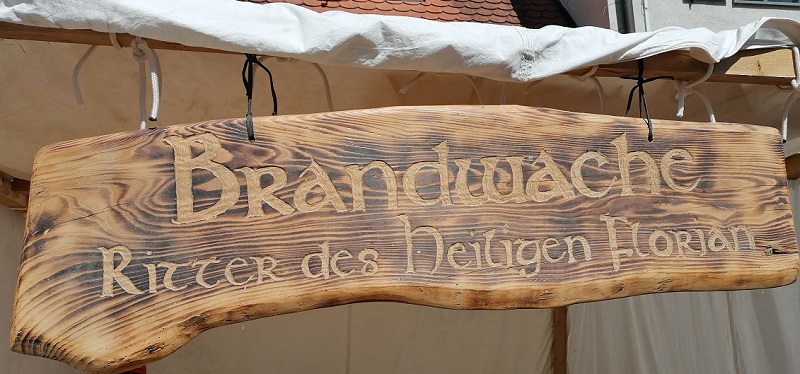 Brandwache
Ritter des Heiligen Florian